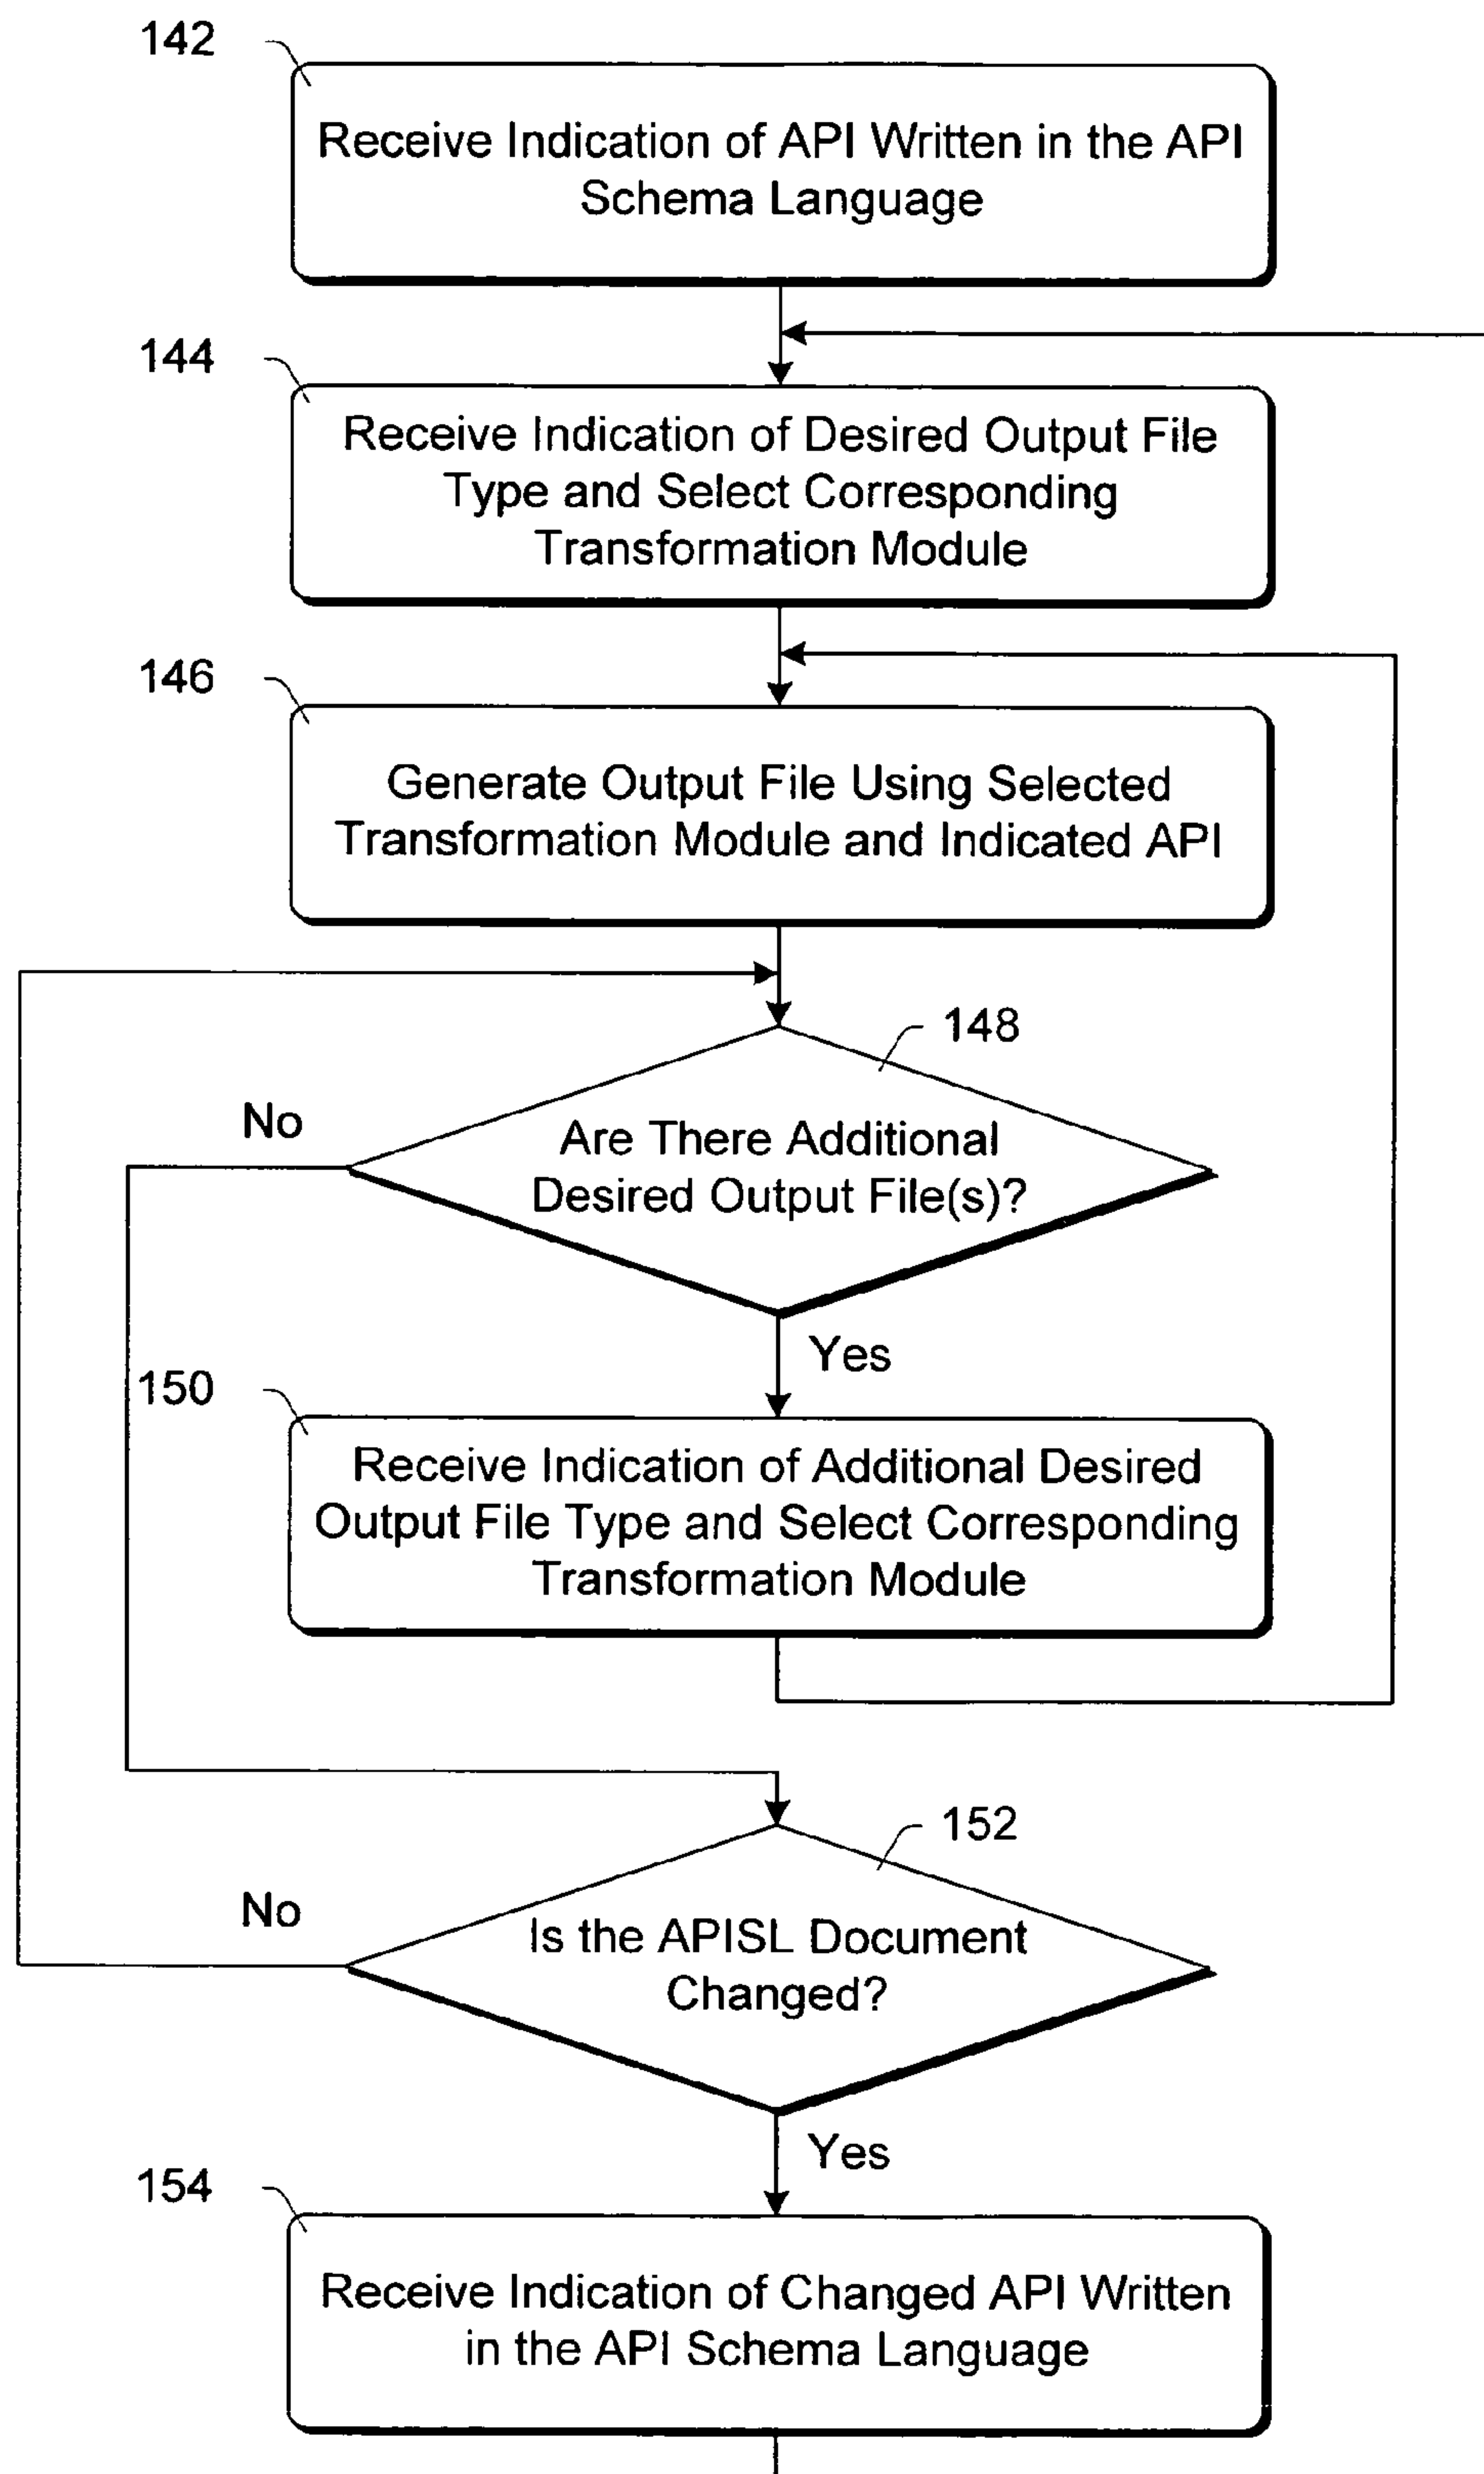 142
Receive Indication of API Written in the API
Schema Language
144
Receive Indication of Desired Output File
Type and Select Corresponding
Transformation Module
146
Generate Output File Using Selected
Transformation Module and Indicated API
148
No
Are There Additional
Desired Output File(s)?
Yes
150
Receive Indication of Additional Desired
Output File Type and Select Corresponding
Transformation Module
152
No
Is the APISL Document
Changed?
Yes
154
Receive Indication of Changed API Written
in the API Schema Language